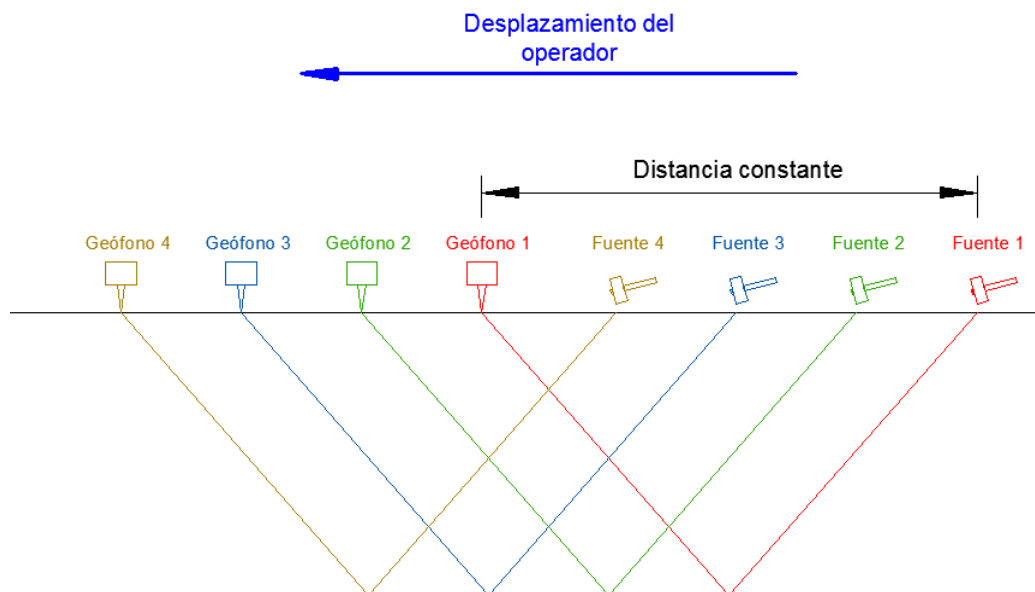 Desplazamiento del
operador
Distancia constante
Geófono 4 Geófono 3 Geófono 2 Geófono 1 Fuente 4 Fuente 3 Fuente 2 Fuente 1